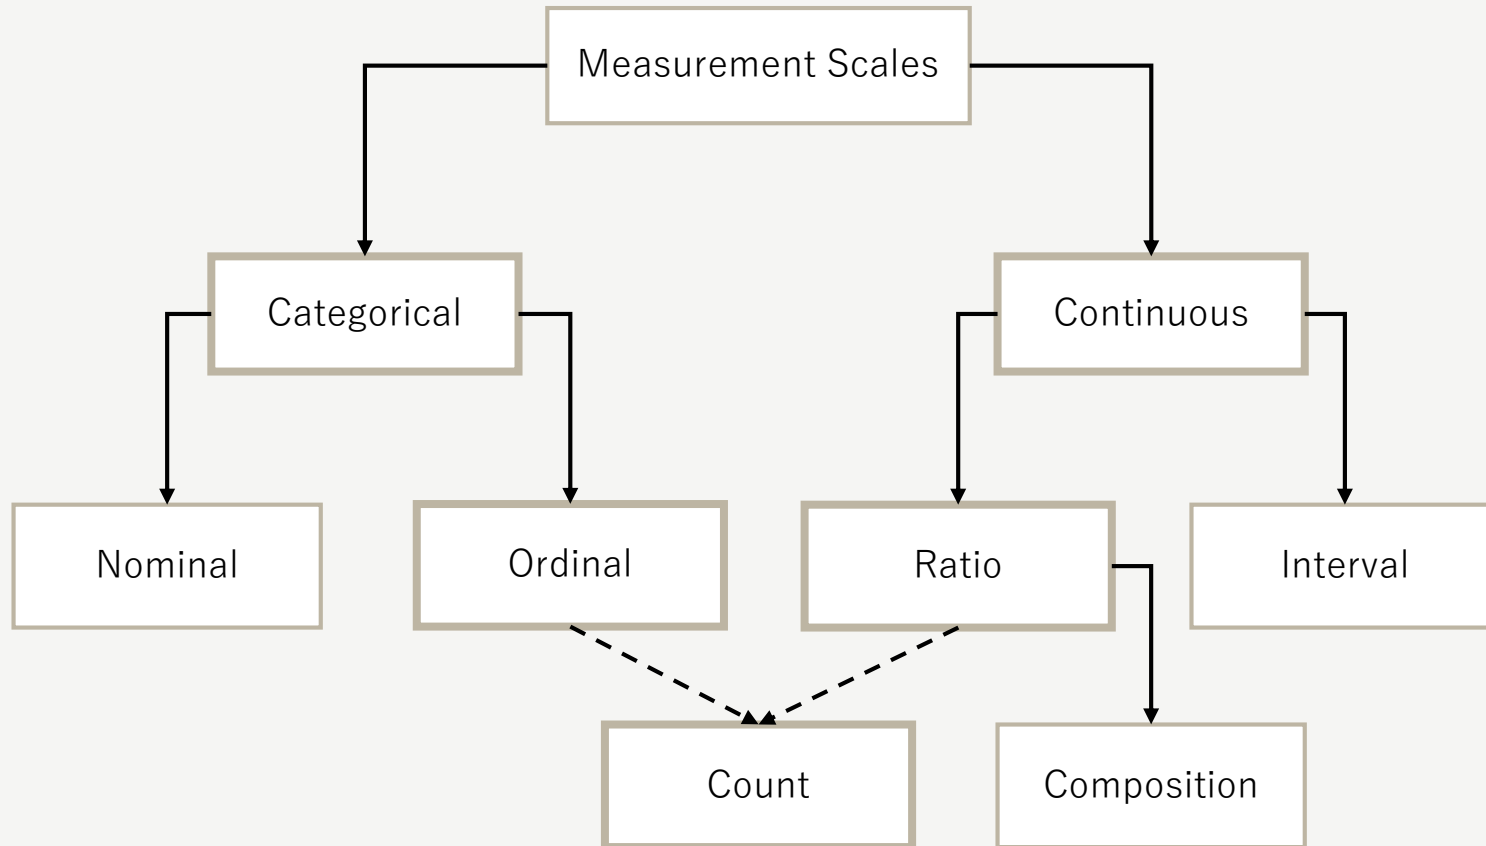 Measurement Scales
Categorical
Continuous
Nominal
Ordinal
Ratio
Interval
Count
Composition